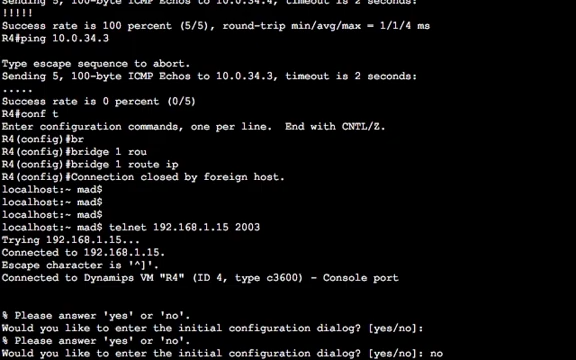 Sending 5, 100-byte ICMP Echos to 10.0.34.4, timeout is 2 seconds:
!!!!!
Success rate is 100 percent (5/5), round-trip min/avg/max = 1/1/4 ms
R4#ping 10.0.34.3
Type escape sequence to abort.
Sending 5, 100-byte ICMP Echos to 10.0.34.3, timeout is 2 seconds:
.....
Success rate is 0 percent (0/5)
R4#conf t
Enter configuration commands, one per line.  End with CNTL/Z.
R4(config)#br
R4(config)#bridge 1 rou
R4(config)#bridge 1 route ip
R4(config)#Connection closed by foreign host.
localhost:~ mad$
localhost:~ mad$
localhost:~ mad$
localhost:~ mad$ telnet 192.168.1.15 2003
Trying 192.168.1.15...
Connected to 192.168.1.15.
Escape character is '^]'.
Connected to Dynamips VM "R4" (ID 4, type c3600) - Console port
% Please answer 'yes' or 'no'.
Would you like to enter the initial configuration dialog? [yes/no]:
% Please answer 'yes' or 'no'.
Would you like to enter the initial configuration dialog? [yes/no]: no